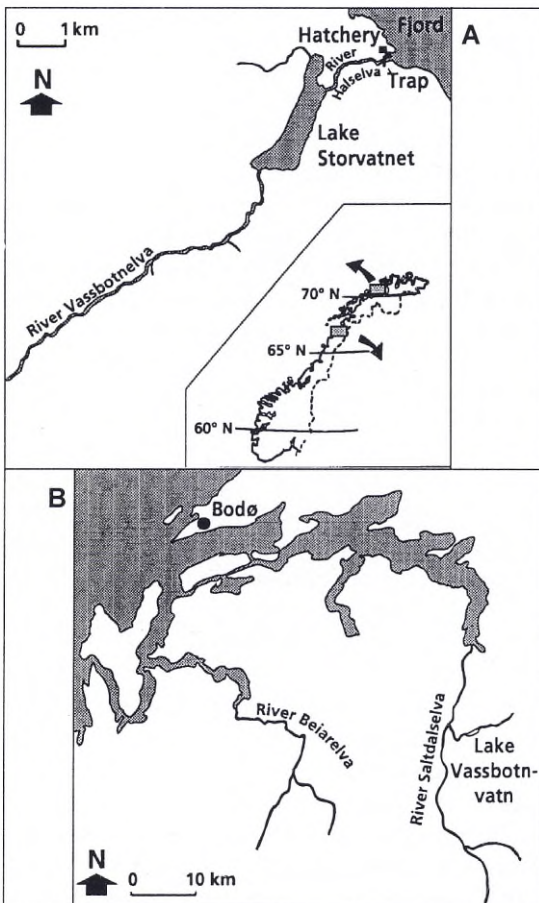 0 1 km
Fjord
A
Hatchery
River
Halselva
Trap
N
Lake
Storvatnet
River Vassbotnelva
70° N
65° N
60° N
B
Bodø
River Beiarelva
River Saltdalselva
Lake
Vassbotn-
vatn
N
0 10 km